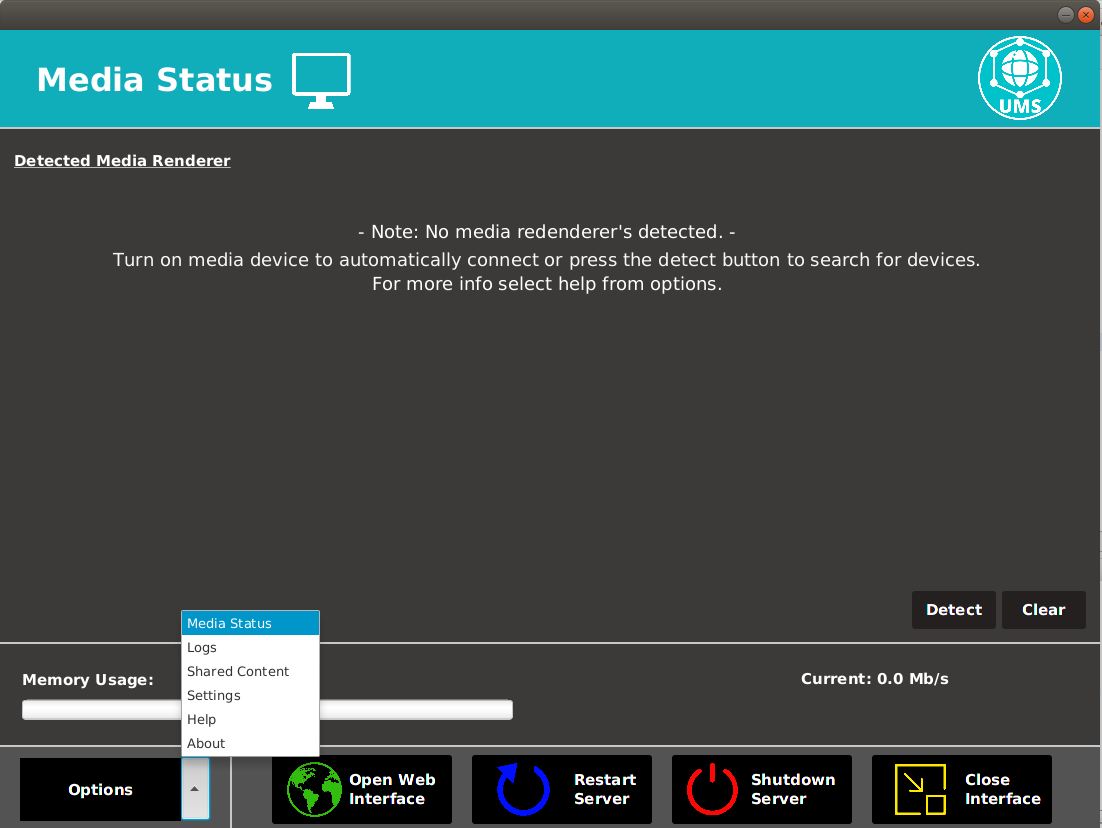 Media Status
UMS
Detected Media Renderer
- Note: No media redenderer's detected. -
Turn on media device to automatically connect or press the detect button to search for devices.
For more info select help from options.
Detect
Clear
Media Status
Logs
Shared Content
Settings
Help
About
Memory Usage:
Current: 0.0 Mb/s
Options
Open Web
Interface
Restart
Server
Shutdown
Server
Close
Interface